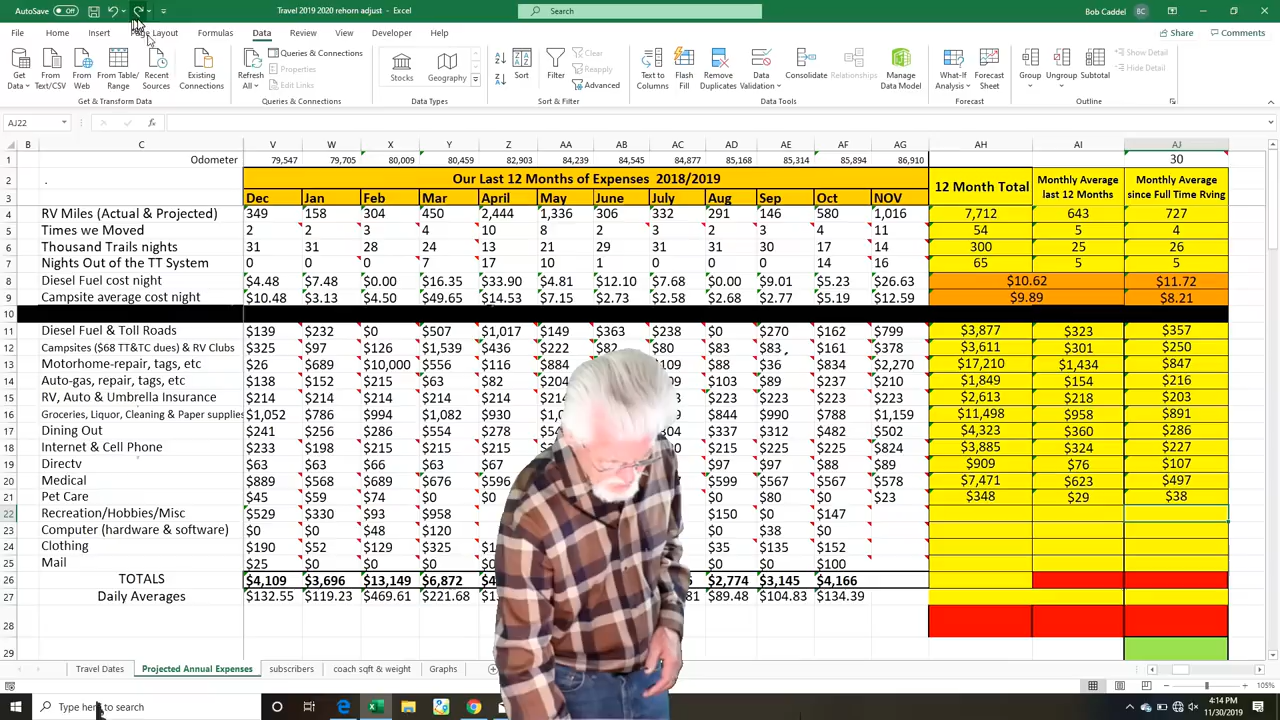 AutoSave Off Travel 2019 2020 rehorn adjust - Excel Search Bob Caddel BC
File Home Insert Page Layout Formulas Data Review View Developer Help Share Comments
Get Data From Text/CSV From Web From Table/Range Recent Sources Existing Connections Refresh All Queries & Connections Properties Edit Links Stocks Geography Sort Filter Clear Reapply Advanced Text to Columns Flash Fill Remove Duplicates Data Validation Consolidate Relationships Manage Data Model What-If Analysis Forecast Sheet Group Ungroup Subtotal Show Detail Hide Detail
Get & Transform Data Queries & Connections Data Types Sort & Filter Data Tools Forecast Outline
AJ22 fx
B C V W X Y Z AA AB AC AD AE AF AG AH AI AJ
1 Odometer 79,547 79,705 80,009 80,459 82,903 84,239 84,545 84,877 85,168 85,314 85,894 86,910 30
2 . Our Last 12 Months of Expenses 2018/2019 12 Month Total Monthly Average last 12 Months Monthly Average since Full Time Rving
3 Dec Jan Feb Mar April May June July Aug Sep Oct NOV
4 RV Miles (Actual & Projected) 349 158 304 450 2,444 1,336 306 332 291 146 580 1,016 7,712 643 727
5 Times we Moved 2 2 3 4 10 8 2 3 2 3 4 11 54 5 4
6 Thousand Trails nights 31 31 28 24 13 21 29 31 31 30 17 14 300 25 26
7 Nights Out of the TT System 0 0 0 7 17 10 1 0 0 0 14 16 65 5 5
8 Diesel Fuel cost night $4.48 $7.48 $0.00 $16.35 $33.90 $4.81 $12.10 $7.68 $0.00 $9.01 $5.23 $26.63 $10.62 $11.72
9 Campsite average cost night $10.48 $3.13 $4.50 $49.65 $14.53 $7.15 $2.73 $2.58 $2.68 $2.77 $5.19 $12.59 $9.89 $8.21
10
11 Diesel Fuel & Toll Roads $139 $232 $0 $507 $1,017 $149 $363 $238 $0 $270 $162 $799 $3,877 $323 $357
12 Campsites ($68 TT&TC dues) & RV Clubs $325 $97 $126 $1,539 $436 $222 $82 $80 $83 $83 $161 $378 $3,611 $301 $250
13 Motorhome-repair, tags, etc $26 $689 $10,000 $556 $116 $884 $88 $36 $834 $2,270 $17,210 $1,434 $847
14 Auto-gas, repair, tags, etc $138 $152 $215 $63 $82 $103 $89 $237 $210 $1,849 $154 $216
15 RV, Auto & Umbrella Insurance $214 $214 $214 $214 $214 $223 $223 $223 $223 $2,613 $218 $203
16 Groceries, Liquor, Cleaning & Paper supplies $1,052 $786 $994 $1,082 $930 $844 $990 $788 $1,159 $11,498 $958 $891
17 Dining Out $241 $256 $286 $554 $278 $337 $312 $482 $502 $4,323 $360 $286
18 Internet & Cell Phone $233 $198 $215 $215 $215 $215 $225 $225 $824 $3,885 $324 $227
19 Directv $63 $63 $66 $63 $67 $97 $97 $88 $89 $909 $76 $107
20 Medical $889 $568 $689 $676 $596 $599 $567 $567 $578 $7,471 $623 $497
21 Pet Care $45 $59 $74 $0 $0 $0 $80 $0 $23 $348 $29 $38
22 Recreation/Hobbies/Misc $529 $330 $93 $958 $150 $0 $147
23 Computer (hardware & software) $0 $0 $48 $120 $0 $38 $0
24 Clothing $190 $52 $129 $325 $35 $135 $152
25 Mail $25 $0 $0 $0 $0 $0 $0 $100
26 TOTALS $4,109 $3,696 $13,149 $6,872 $2,774 $3,145 $4,166
27 Daily Averages $132.55 $119.23 $469.61 $221.68 $89.48 $104.83 $134.39
28
29
Travel Dates Projected Annual Expenses subscribers coach sqft & weight Graphs
105%
Type here to search 4:14 PM
11/30/2019